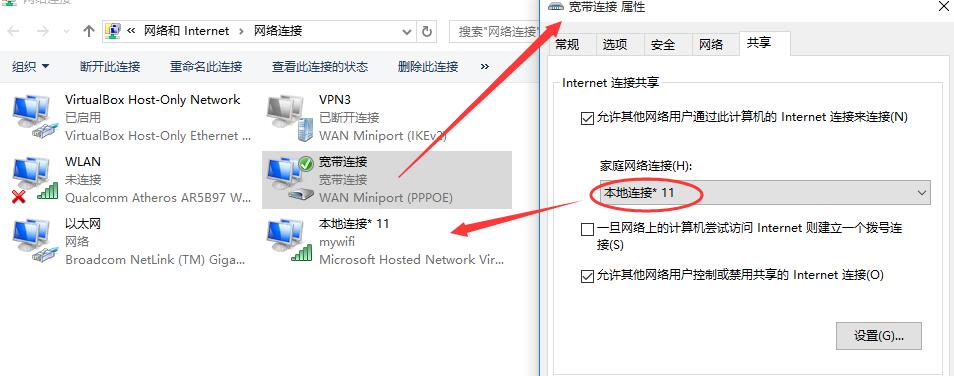 网络连接
« 网络和 Internet › 网络连接
搜索"网络连接"
组织 断开此连接 重命名此连接 查看此连接的状态 删除此连接 »
VirtualBox Host-Only Network
已启用
VirtualBox Host-Only Ethernet ...
VPN3
已断开连接
WAN Miniport (IKEv2)
WLAN
未连接
Qualcomm Atheros AR5B97 W...
宽带连接
宽带连接
WAN Miniport (PPPOE)
以太网
网络
Broadcom NetLink (TM) Giga...
本地连接* 11
mywifi
Microsoft Hosted Network Vir...
宽带连接 属性
常规 选项 安全 网络 共享
Internet 连接共享
允许其他网络用户通过此计算机的 Internet 连接来连接(N)
家庭网络连接(H):
本地连接* 11
一旦网络上的计算机尝试访问 Internet 则建立一个拨号连
接(S)
允许其他网络用户控制或禁用共享的 Internet 连接(O)
设置(G)...